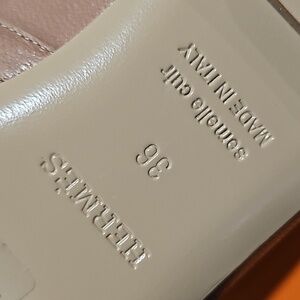 HERMÈS
36
semelle cuir
MADE IN ITALY